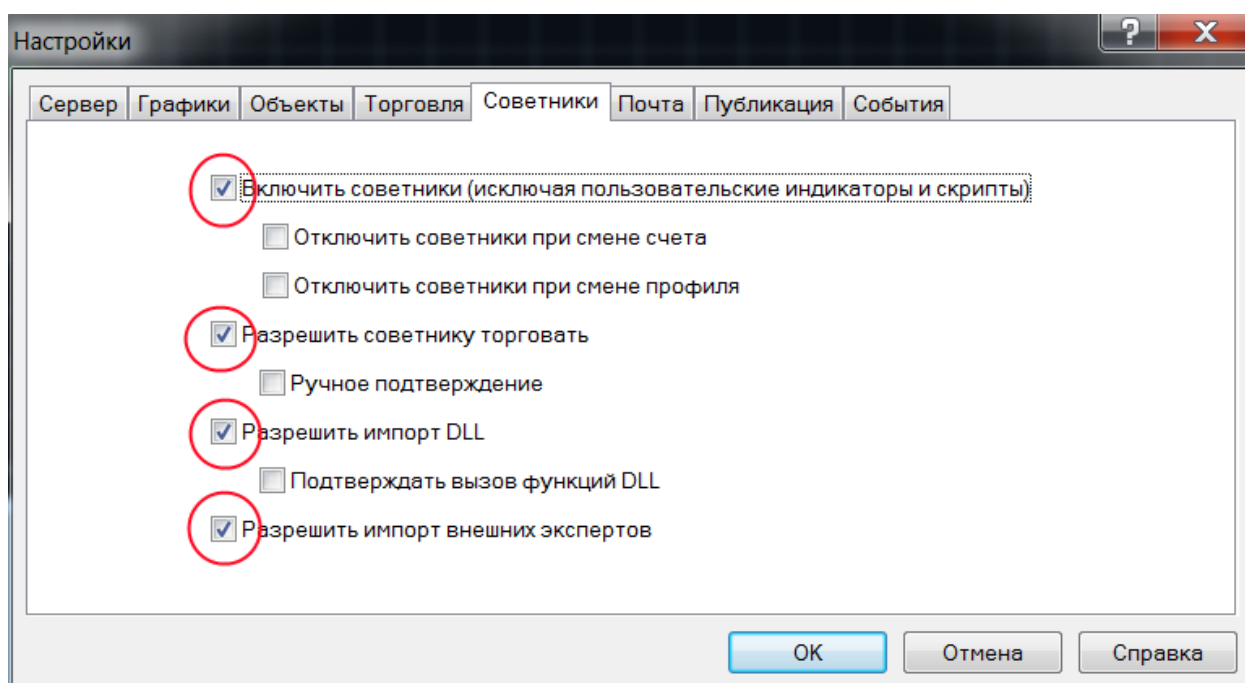 Настройки
?
X
Сервер Графики Объекты Торговля Советники Почта Публикация События
Включить советники (исключая пользовательские индикаторы и скрипты)
Отключить советники при смене счета
Отключить советники при смене профиля
Разрешить советнику торговать
Ручное подтверждение
Разрешить импорт DLL
Подтверждать вызов функций DLL
Разрешить импорт внешних экспертов
OK Отмена Справка